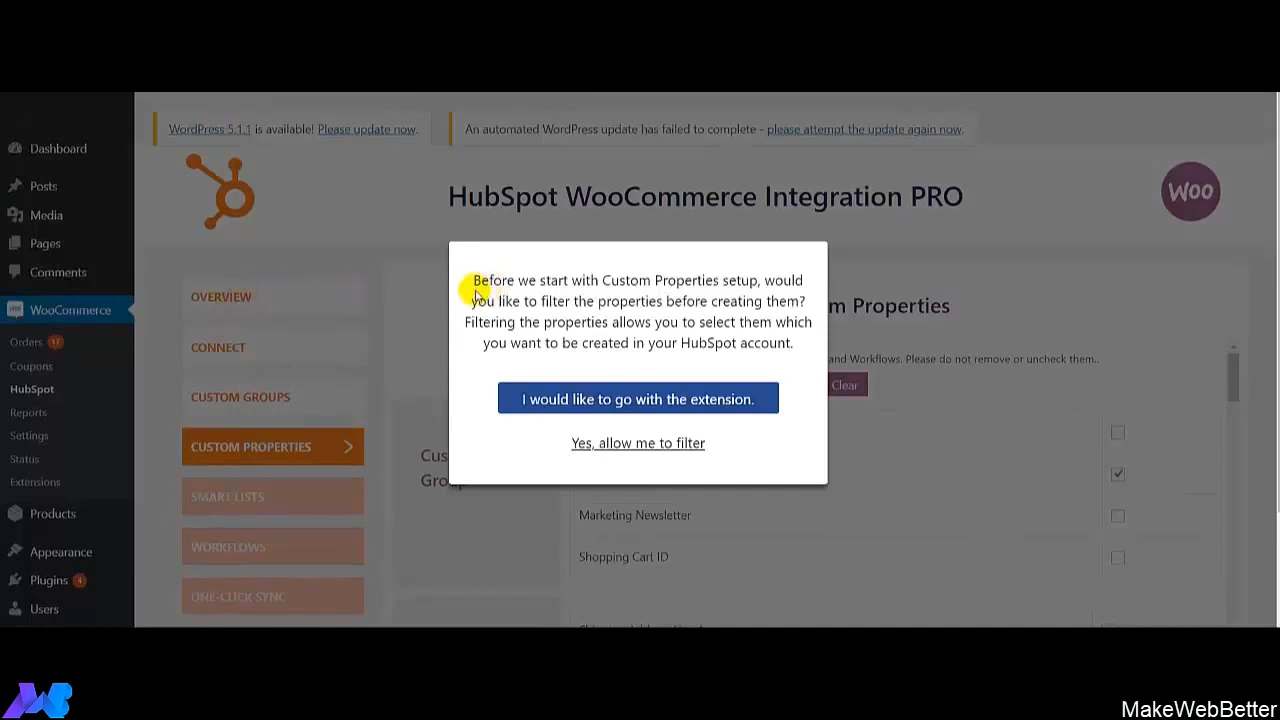 WordPress 5.1.1 is available! Please update now.
An automated WordPress update has failed to complete - please attempt the update again now.
Dashboard
Posts
Media
Pages
Comments
WooCommerce
Orders 17
Coupons
HubSpot
Reports
Settings
Status
Extensions
Products
Appearance
Plugins 4
Users
HubSpot WooCommerce Integration PRO
Woo
OVERVIEW
CONNECT
CUSTOM GROUPS
CUSTOM PROPERTIES
SMART LISTS
WORKFLOWS
ONE-CLICK SYNC
Before we start with Custom Properties setup, would
you like to filter the properties before creating them?
Filtering the properties allows you to select them which
you want to be created in your HubSpot account.
I would like to go with the extension.
Yes, allow me to filter
Properties
and Workflows. Please do not remove or uncheck them..
Clear
Marketing Newsletter
Shopping Cart ID
MakeWebBetter